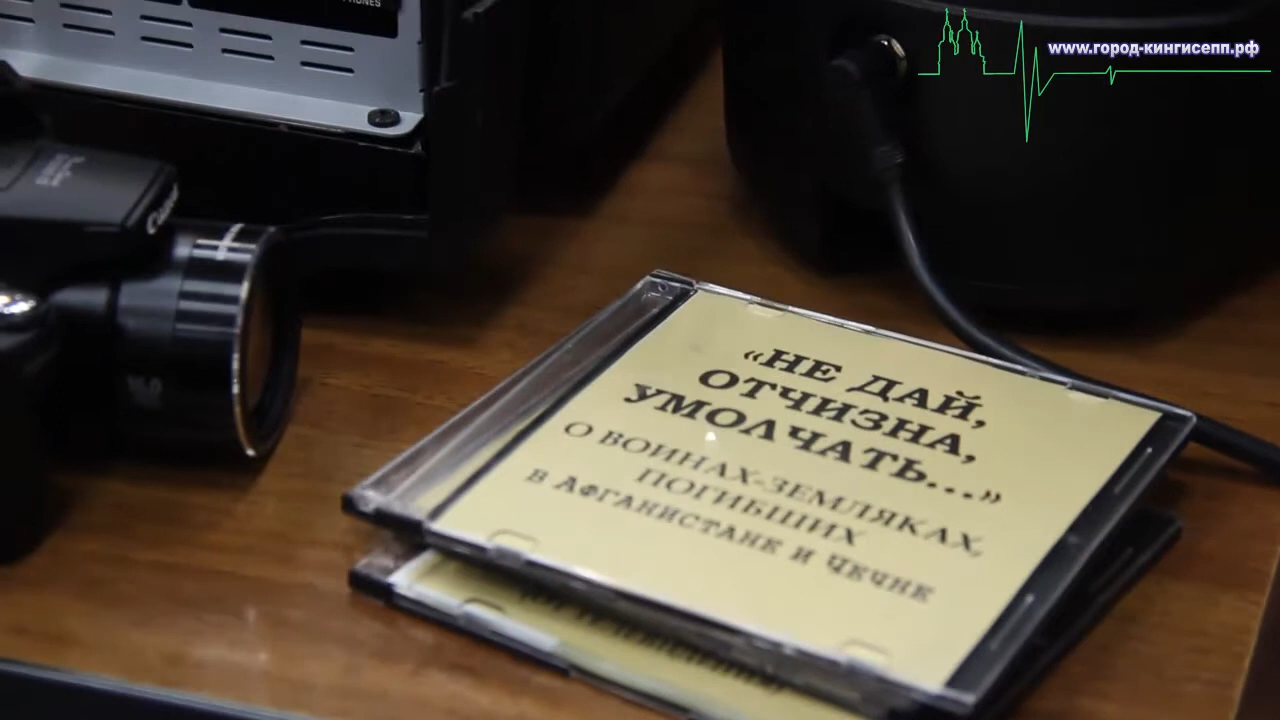 www.город-кингисепп.рф
«НЕ ДАЙ,
ОТЧИЗНА,
УМОЛЧАТЬ...»
О ВОИНАХ-ЗЕМЛЯКАХ,
ПОГИБШИХ
В АФГАНИСТАНЕ И ЧЕЧНЕ